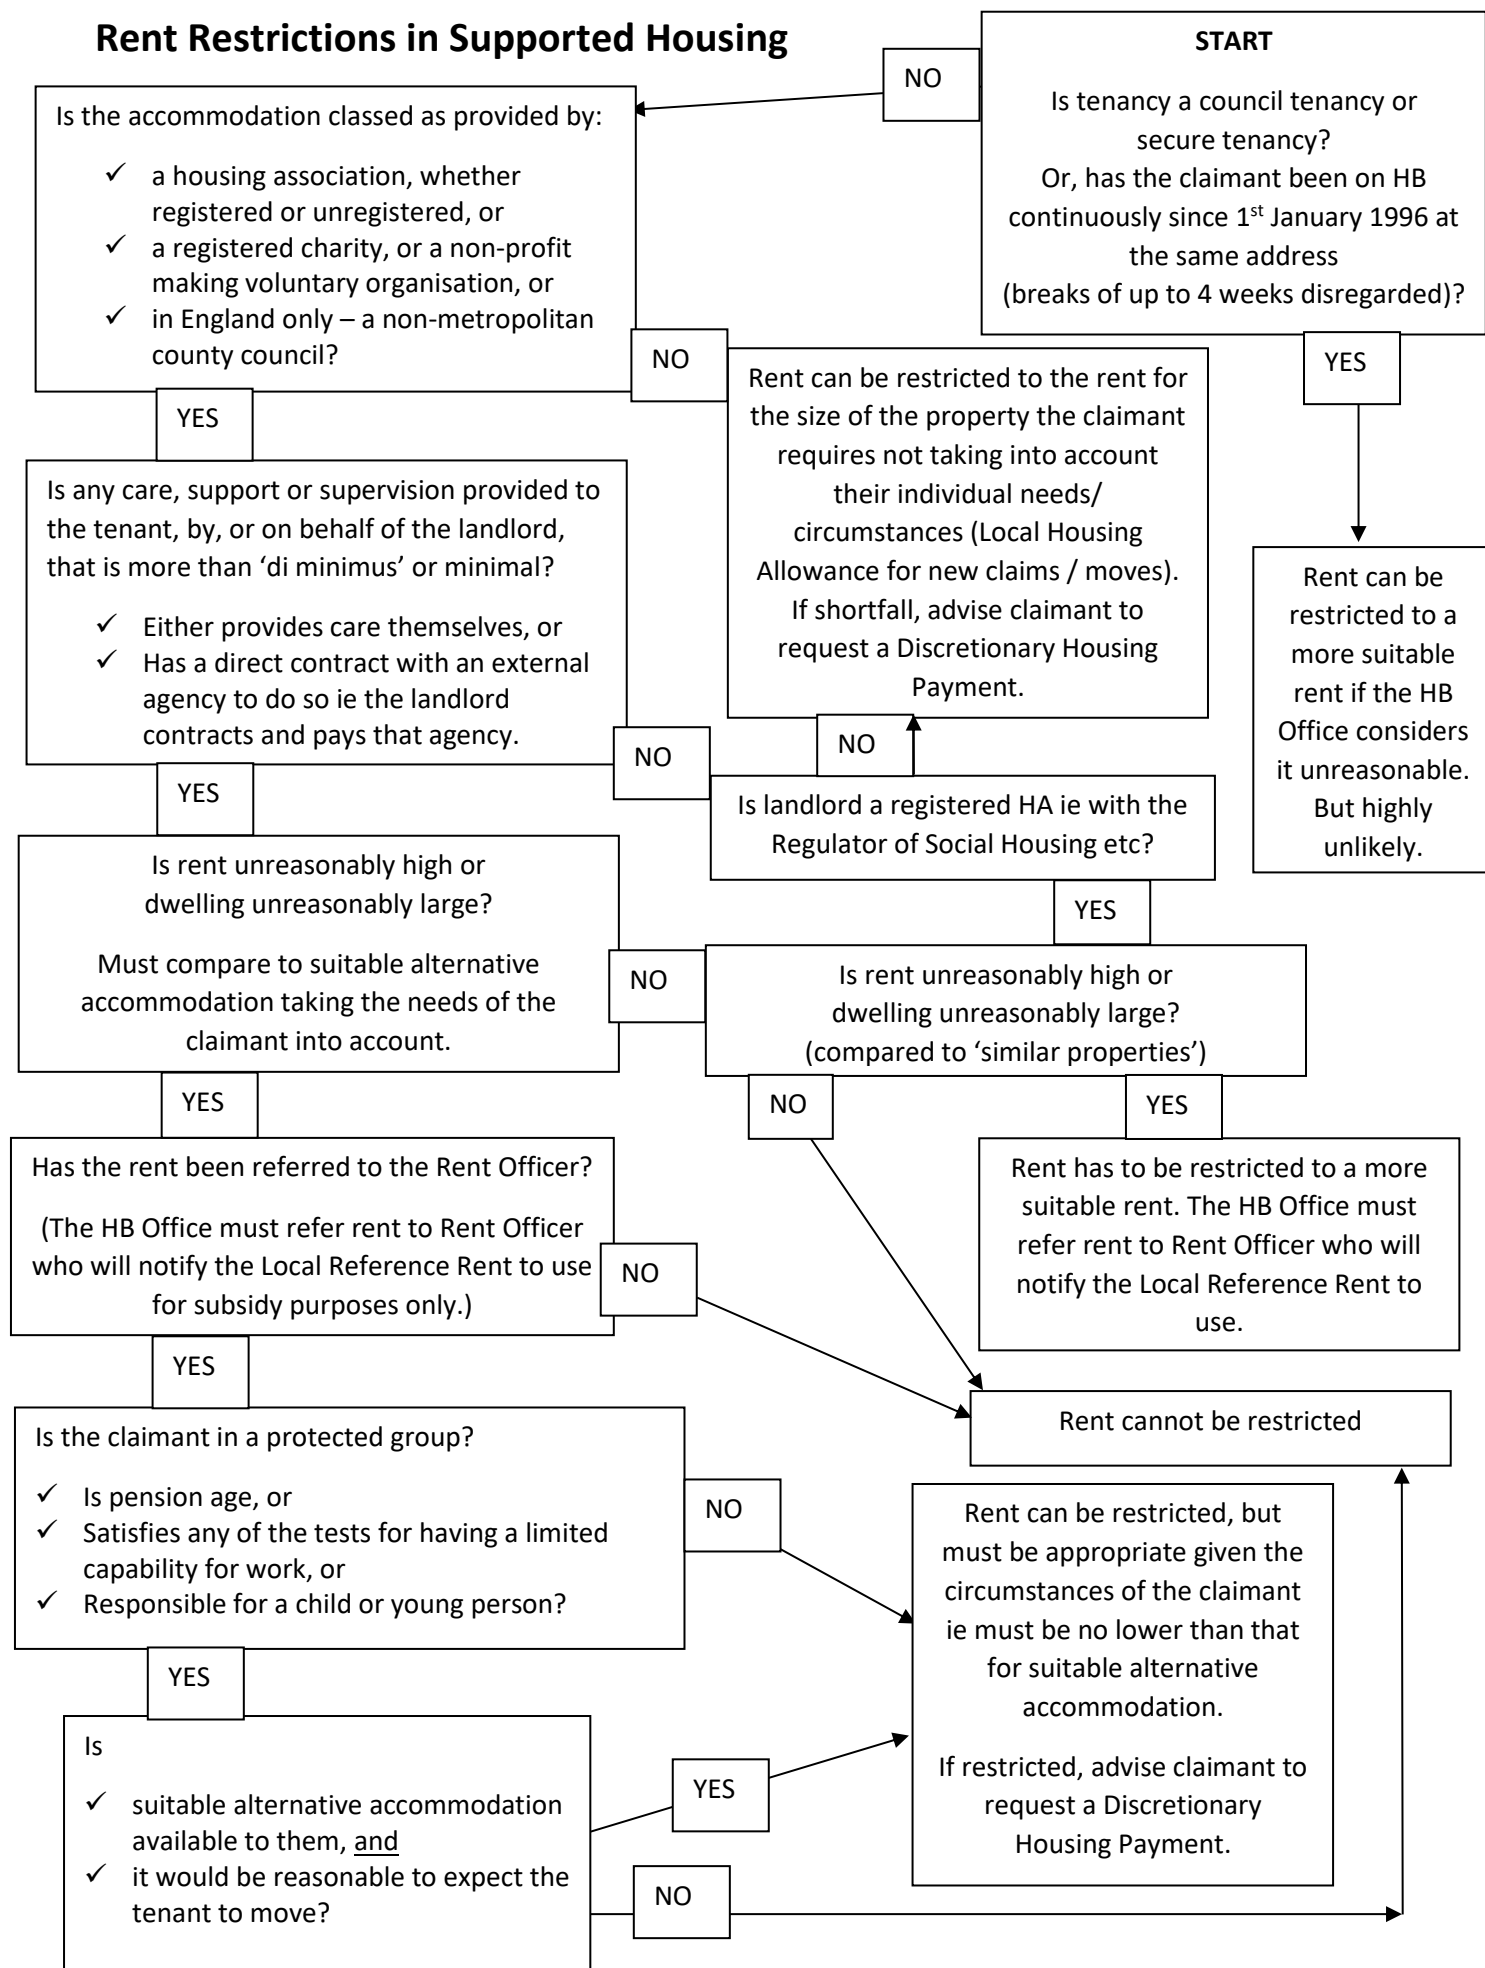 Rent Restrictions in Supported Housing
START
Is tenancy a council tenancy or
secure tenancy?
Or, has the claimant been on HB
continuously since 1st January 1996 at
the same address
(breaks of up to 4 weeks disregarded)?
NO
YES
Rent can be
restricted to a
more suitable
rent if the HB
Office considers
it unreasonable.
But highly
unlikely.
Is the accommodation classed as provided by:
✓ a housing association, whether
registered or unregistered, or
✓ a registered charity, or a non-profit
making voluntary organisation, or
✓ in England only – a non-metropolitan
county council?
NO
Rent can be restricted to the rent for
the size of the property the claimant
requires not taking into account
their individual needs/
circumstances (Local Housing
Allowance for new claims / moves).
If shortfall, advise claimant to
request a Discretionary Housing
Payment.
YES
Is any care, support or supervision provided to
the tenant, by, or on behalf of the landlord,
that is more than ‘di minimus’ or minimal?
✓ Either provides care themselves, or
✓ Has a direct contract with an external
agency to do so ie the landlord
contracts and pays that agency.
NO
NO
Is landlord a registered HA ie with the
Regulator of Social Housing etc?
YES
YES
Is rent unreasonably high or
dwelling unreasonably large?
Must compare to suitable alternative
accommodation taking the needs of the
claimant into account.
NO
Is rent unreasonably high or
dwelling unreasonably large?
(compared to ‘similar properties’)
NO
YES
Rent has to be restricted to a more
suitable rent. The HB Office must
refer rent to Rent Officer who will
notify the Local Reference Rent to
use.
YES
Has the rent been referred to the Rent Officer?
(The HB Office must refer rent to Rent Officer
who will notify the Local Reference Rent to use
for subsidy purposes only.)
NO
Rent cannot be restricted
YES
Is the claimant in a protected group?
✓ Is pension age, or
✓ Satisfies any of the tests for having a limited
capability for work, or
✓ Responsible for a child or young person?
NO
Rent can be restricted, but
must be appropriate given the
circumstances of the claimant
ie must be no lower than that
for suitable alternative
accommodation.
If restricted, advise claimant to
request a Discretionary
Housing Payment.
YES
Is
✓ suitable alternative accommodation
available to them, and
✓ it would be reasonable to expect the
tenant to move?
YES
NO